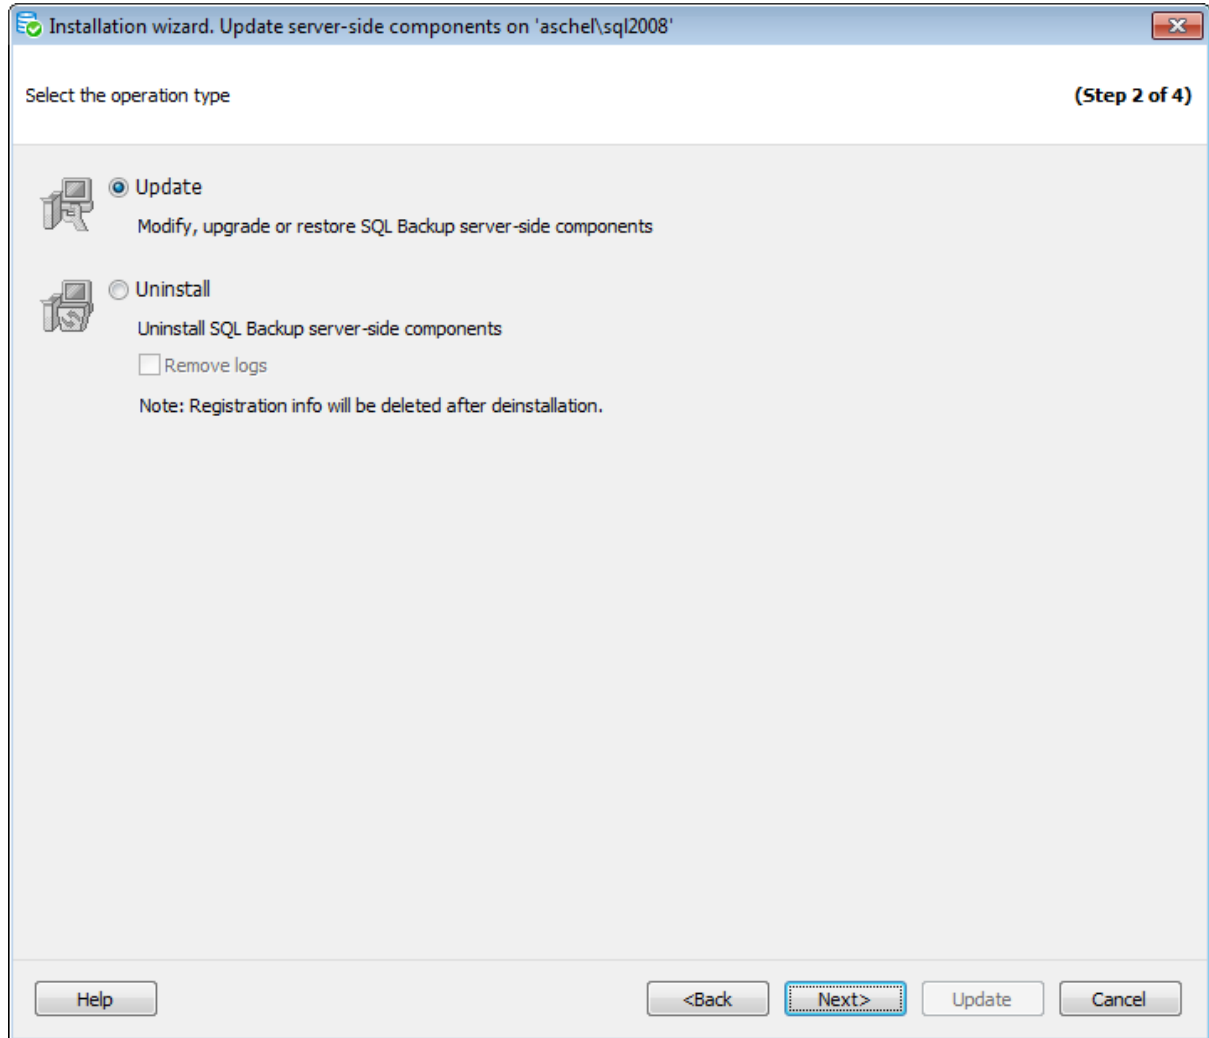 Installation wizard. Update server-side components on 'aschel\sql2008'
Select the operation type (Step 2 of 4)
Update
Modify, upgrade or restore SQL Backup server-side components
Uninstall
Uninstall SQL Backup server-side components
Remove logs
Note: Registration info will be deleted after deinstallation.
Help <Back Next> Update Cancel